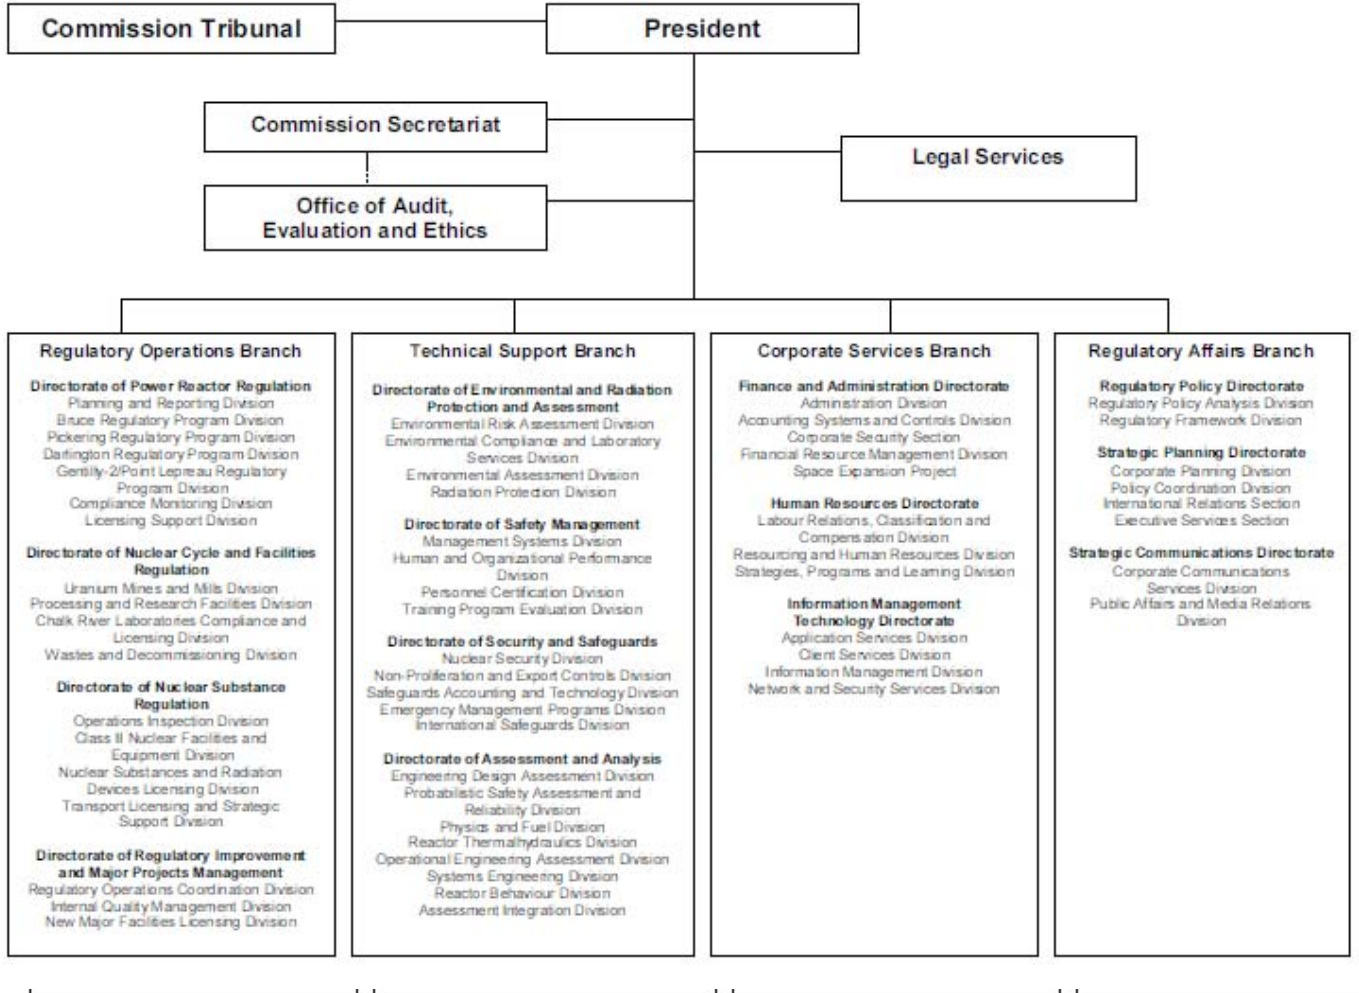 Commission Tribunal
President
Commission Secretariat
Legal Services
Office of Audit,
Evaluation and Ethics
Regulatory Operations Branch
Directorate of Power Reactor Regulation
Planning and Reporting Division
Bruce Regulatory Program Division
Pickering Regulatory Program Division
Darlington Regulatory Program Division
Gentilly-2/Point Lepreau Regulatory
Program Division
Compliance Monitoring Division
Licensing Support Division
Directorate of Nuclear Cycle and Facilities
Regulation
Uranium Mines and Mills Division
Processing and Research Facilities Division
Chalk River Laboratories Compliance and
Licensing Division
Wastes and Decommissioning Division
Directorate of Nuclear Substance
Regulation
Operations Inspection Division
Class II Nuclear Facilities and
Equipment Division
Nuclear Substances and Radiation
Devices Licensing Division
Transport Licensing and Strategic
Support Division
Directorate of Regulatory Improvement
and Major Projects Management
Regulatory Operations Coordination Division
Internal Quality Management Division
New Major Facilities Licensing Division
Technical Support Branch
Directorate of Environmental and Radiation
Protection and Assessment
Environmental Risk Assessment Division
Environmental Compliance and Laboratory
Services Division
Environmental Assessment Division
Radiation Protection Division
Directorate of Safety Management
Management Systems Division
Human and Organizational Performance
Division
Personnel Certification Division
Training Program Evaluation Division
Directorate of Security and Safeguards
Nuclear Security Division
Non-Proliferation and Export Controls Division
Safeguards Accounting and Technology Division
Emergency Management Programs Division
International Safeguards Division
Directorate of Assessment and Analysis
Engineering Design Assessment Division
Probabilistic Safety Assessment and
Reliability Division
Physics and Fuel Division
Reactor Thermalhydraulics Division
Operational Engineering Assessment Division
Systems Engineering Division
Reactor Behaviour Division
Assessment Integration Division
Corporate Services Branch
Finance and Administration Directorate
Administration Division
Accounting Systems and Controls Division
Corporate Security Section
Financial Resource Management Division
Space Expansion Project
Human Resources Directorate
Labour Relations, Classification and
Compensation Division
Resourcing and Human Resources Division
Strategies, Programs and Learning Division
Information Management
Technology Directorate
Application Services Division
Client Services Division
Information Management Division
Network and Security Services Division
Regulatory Affairs Branch
Regulatory Policy Directorate
Regulatory Policy Analysis Division
Regulatory Framework Division
Strategic Planning Directorate
Corporate Planning Division
Policy Coordination Division
International Relations Section
Executive Services Section
Strategic Communications Directorate
Corporate Communications
Services Division
Public Affairs and Media Relations
Division